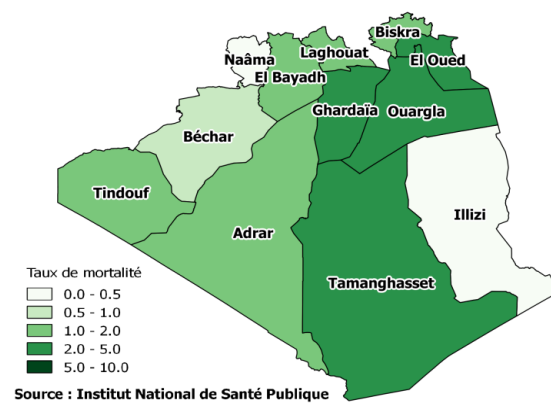 Biskra
Laghouat
Naâma
El Oued
El Bayadh
Ghardaïa
Ouargla
Béchar
Tindouf
Illizi
Adrar
Tamanghasset
Taux de mortalité
0.0 - 0.5
0.5 - 1.0
1.0 - 2.0
2.0 - 5.0
5.0 - 10.0
Source : Institut National de Santé Publique